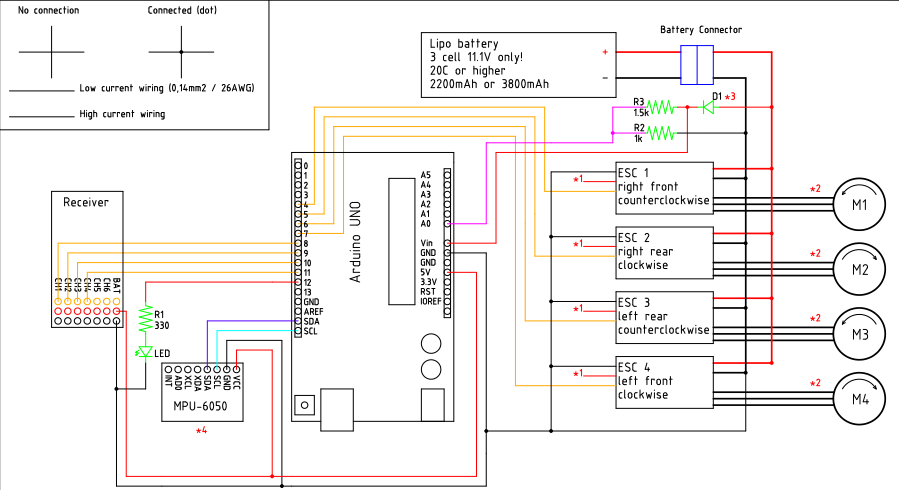 No connection
Connected (dot)
Low current wiring (0,14mm2 / 26AWG)
High current wiring
Lipo battery
3 cell 11.1V only!
20C or higher
2200mAh or 3800mAh
+
−
Battery Connector
R3
1.5k
D1
*3
R2
1k
Receiver
CH1
CH2
CH3
CH4
CH5
CH6
BAT
R1
330
LED
INT
ADO
XCL
XDA
SDA
SCL
GND
VCC
MPU-6050
*4
Arduino UNO
0
1
2
3
4
5
6
7
8
9
10
11
12
13
GND
AREF
SDA
SCL
A5
A4
A3
A2
A1
A0
Vin
GND
GND
5V
3.3V
RST
IOREF
*1
ESC 1
right front
counterclockwise
*2
M1
*1
ESC 2
right rear
clockwise
*2
M2
*1
ESC 3
left rear
counterclockwise
*2
M3
*1
ESC 4
left front
clockwise
*2
M4